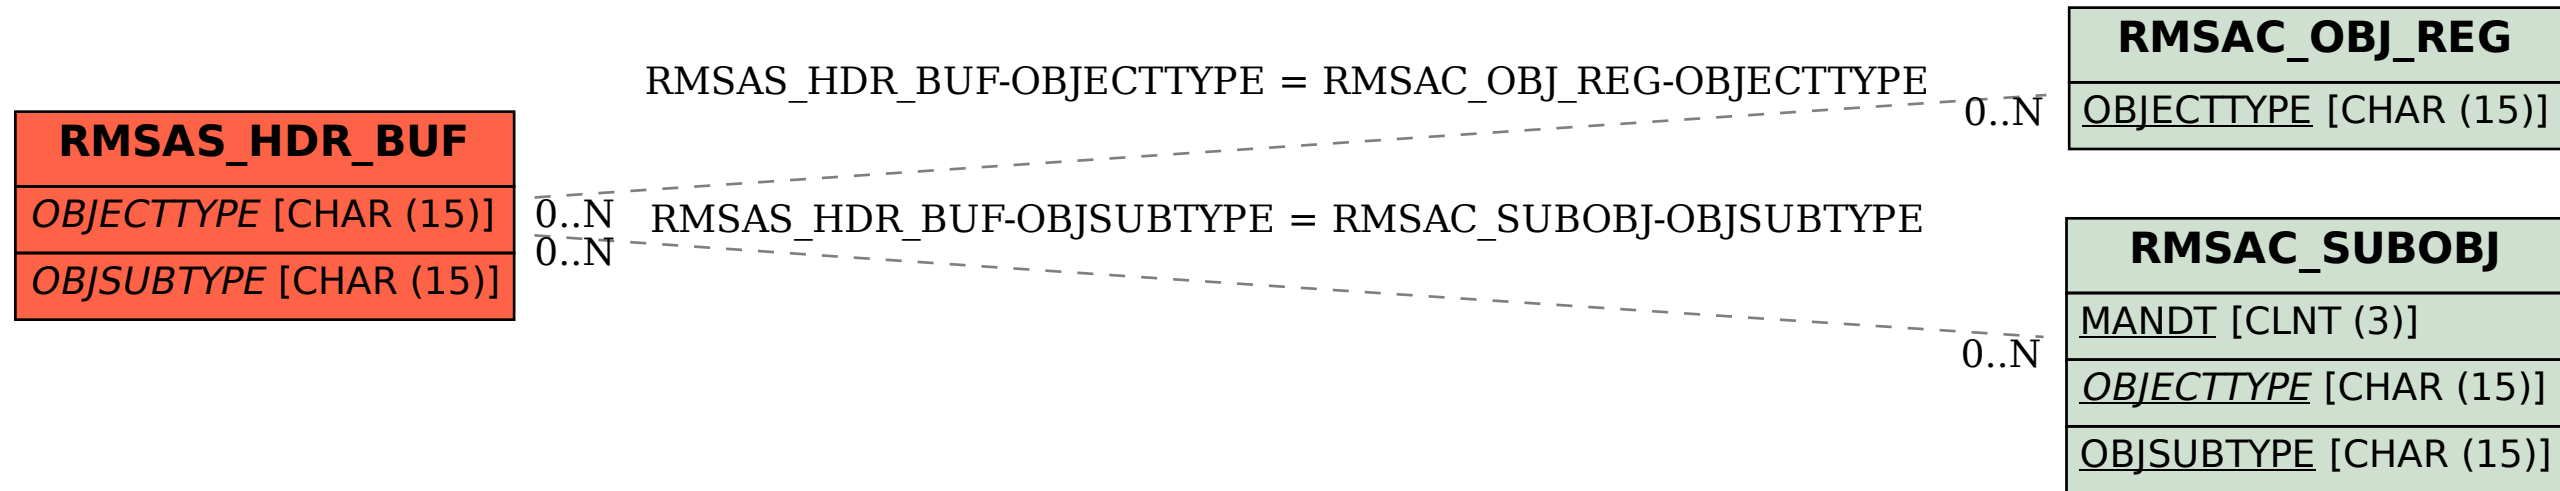 RMSAS_HDR_BUF
OBJECTTYPE [CHAR (15)]
OBJSUBTYPE [CHAR (15)]
RMSAS_HDR_BUF-OBJECTTYPE = RMSAC_OBJ_REG-OBJECTTYPE
0..N
0..N
RMSAS_HDR_BUF-OBJSUBTYPE = RMSAC_SUBOBJ-OBJSUBTYPE
0..N
0..N
RMSAC_OBJ_REG
OBJECTTYPE [CHAR (15)]
RMSAC_SUBOBJ
MANDT [CLNT (3)]
OBJECTTYPE [CHAR (15)]
OBJSUBTYPE [CHAR (15)]